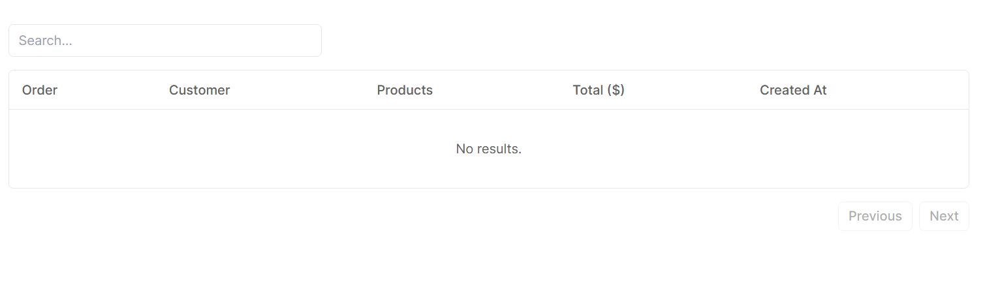 Search...
Order Customer Products Total ($) Created At
No results.
Previous Next